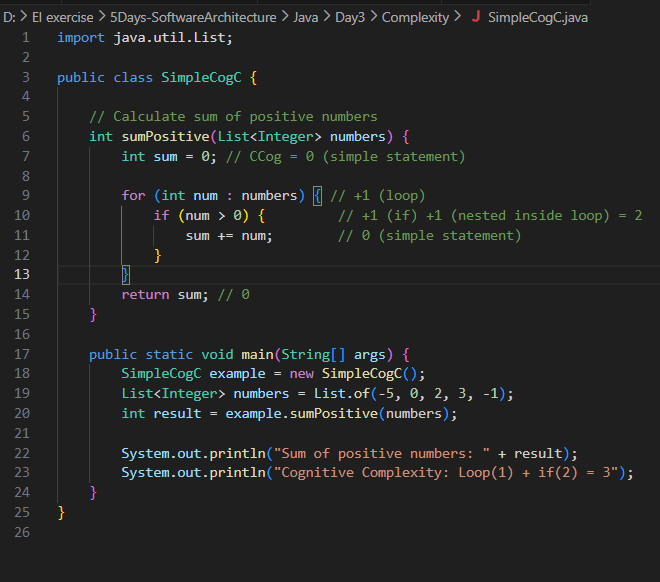 D: > EI exercise > 5Days-SoftwareArchitecture > Java > Day3 > Complexity > J SimpleCogC.java
1 import java.util.List;
2
3 public class SimpleCogC {
4
5     // Calculate sum of positive numbers
6     int sumPositive(List<Integer> numbers) {
7         int sum = 0; // CCog = 0 (simple statement)
8
9         for (int num : numbers) { // +1 (loop)
10             if (num > 0) {         // +1 (if) +1 (nested inside loop) = 2
11                 sum += num;        // 0 (simple statement)
12             }
13         }
14         return sum; // 0
15     }
16
17     public static void main(String[] args) {
18         SimpleCogC example = new SimpleCogC();
19         List<Integer> numbers = List.of(-5, 0, 2, 3, -1);
20         int result = example.sumPositive(numbers);
21
22         System.out.println("Sum of positive numbers: " + result);
23         System.out.println("Cognitive Complexity: Loop(1) + if(2) = 3");
24     }
25 }
26